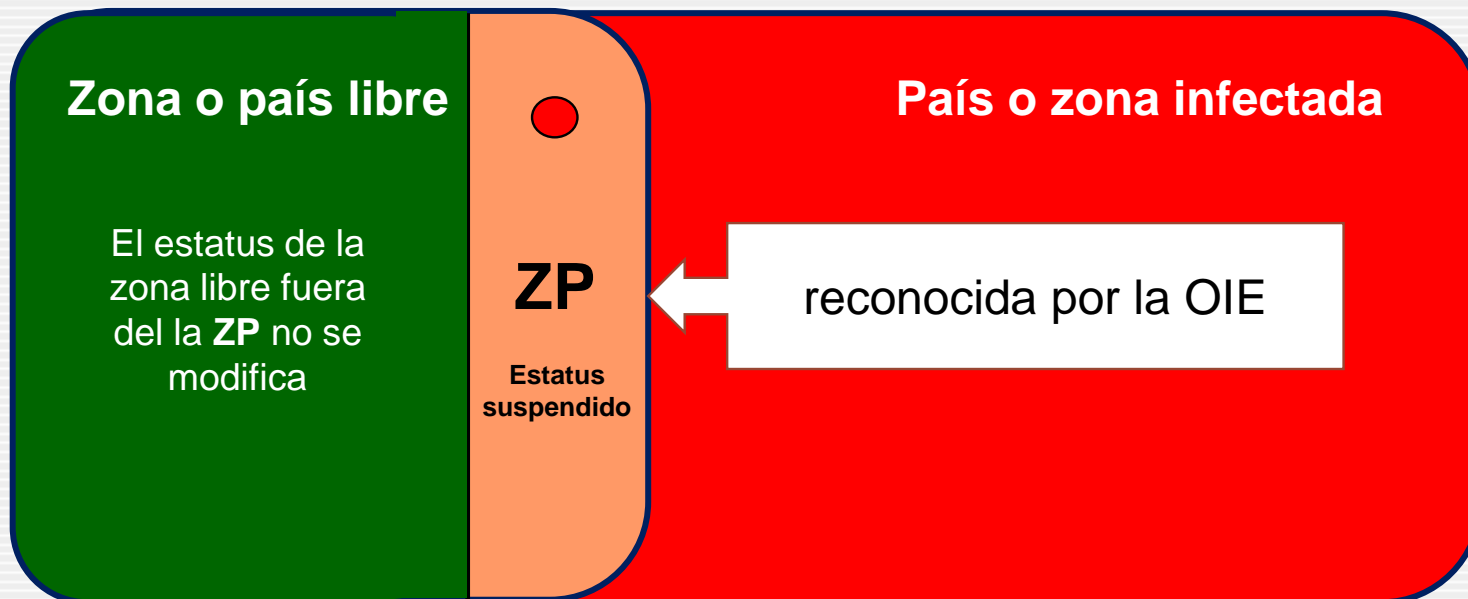 Zona o país libre
El estatus de la
zona libre fuera
del la ZP no se
modifica
ZP
Estatus
suspendido
País o zona infectada
reconocida por la OIE